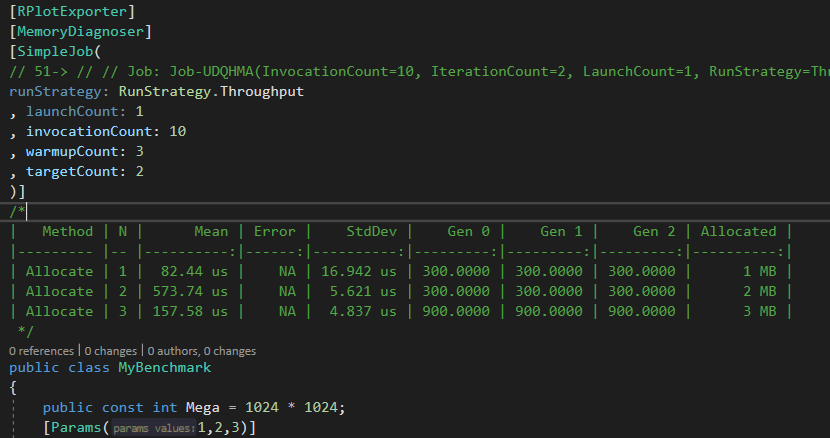 [RPlotExporter]
[MemoryDiagnoser]
[SimpleJob(
// 51-> // // Job: Job-UDQHMA(InvocationCount=10, IterationCount=2, LaunchCount=1, RunStrategy=Thr
runStrategy: RunStrategy.Throughput
, launchCount: 1
, invocationCount: 10
, warmupCount: 3
, targetCount: 2
)]
/*
|   Method | N |      Mean | Error |    StdDev |    Gen 0 |    Gen 1 |    Gen 2 | Allocated |
|--------- |-- |----------:|------:|----------:|---------:|---------:|---------:|----------:|
| Allocate | 1 |  82.44 us |    NA | 16.942 us | 300.0000 | 300.0000 | 300.0000 |      1 MB |
| Allocate | 2 | 573.74 us |    NA |  5.621 us | 300.0000 | 300.0000 | 300.0000 |      2 MB |
| Allocate | 3 | 157.58 us |    NA |  4.837 us | 900.0000 | 900.0000 | 900.0000 |      3 MB |
*/
0 references | 0 changes | 0 authors, 0 changes
public class MyBenchmark
{
public const int Mega = 1024 * 1024;
[Params(params values:1,2,3)]